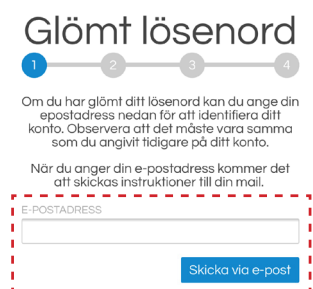 Glömt lösenord
1 2 3 4
Om du har glömt ditt lösenord kan du ange din
epostadress nedan för att identifiera ditt
konto. Observera att det måste vara samma
som du angivit tidigare på ditt konto.
När du anger din e-postadress kommer det
att skickas instruktioner till din mail.
E-POSTADRESS
Skicka via e-post